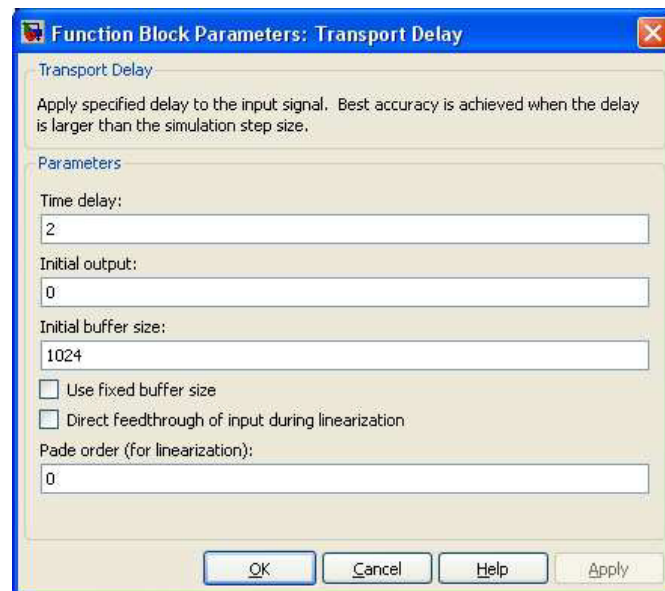 Function Block Parameters: Transport Delay
Transport Delay
Apply specified delay to the input signal.  Best accuracy is achieved when the delay
is larger than the simulation step size.
Parameters
Time delay:
2
Initial output:
0
Initial buffer size:
1024
Use fixed buffer size
Direct feedthrough of input during linearization
Pade order (for linearization):
0
OK Cancel Help Apply